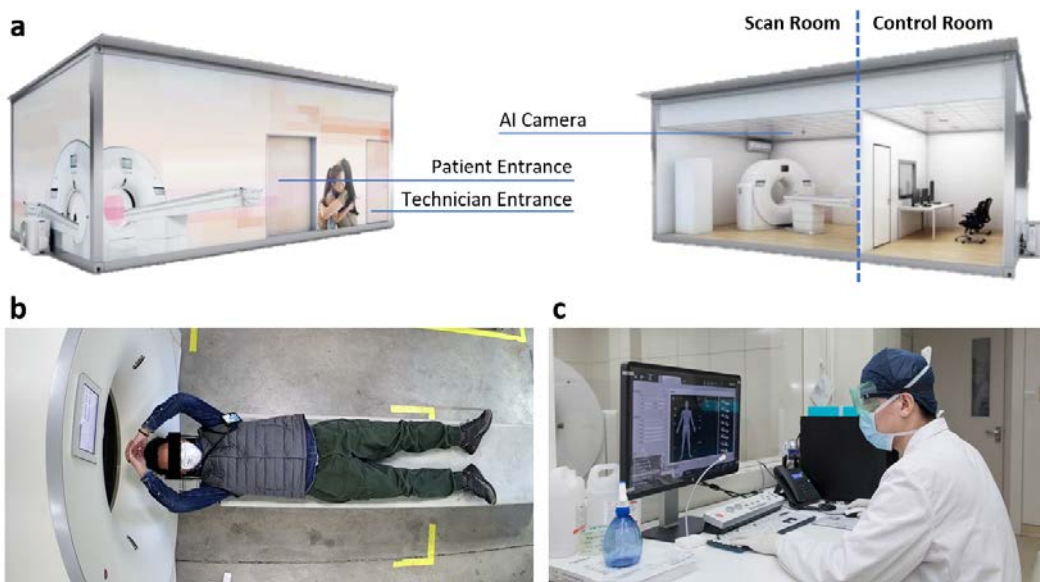 a
Scan Room
Control Room
AI Camera
Patient Entrance
Technician Entrance
b
c